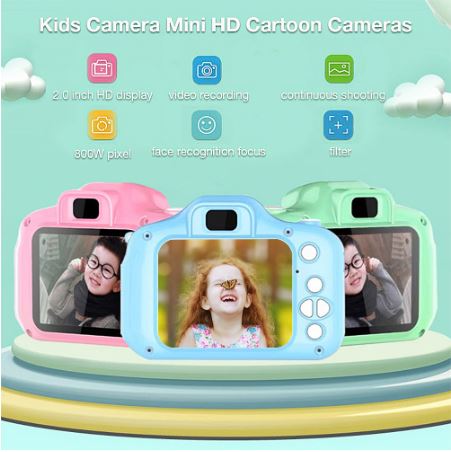 Kids Camera Mini HD Cartoon Cameras
2.0 inch HD display
video recording
continuous shooting
800W pixel
face recognition focus
filter